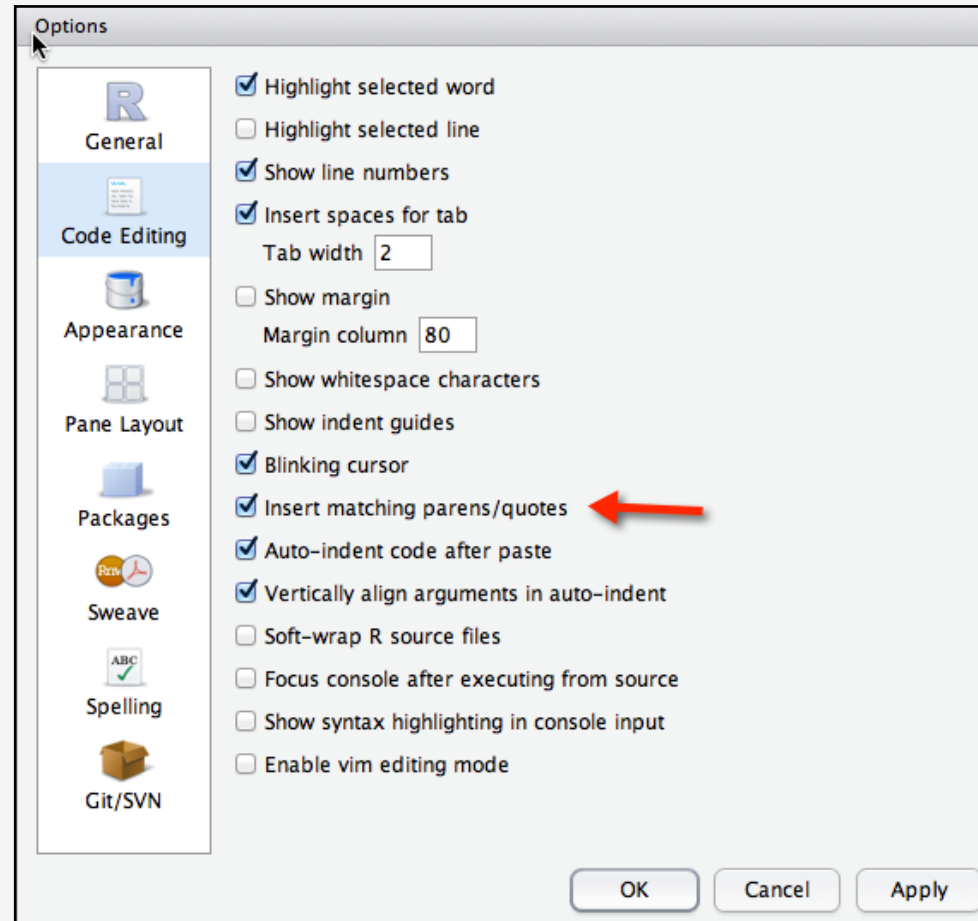 Options
General
Code Editing
Appearance
Pane Layout
Packages
Sweave
ABC
Spelling
Git/SVN
Highlight selected word
Highlight selected line
Show line numbers
Insert spaces for tab
Tab width 2
Show margin
Margin column 80
Show whitespace characters
Show indent guides
Blinking cursor
Insert matching parens/quotes
Auto-indent code after paste
Vertically align arguments in auto-indent
Soft-wrap R source files
Focus console after executing from source
Show syntax highlighting in console input
Enable vim editing mode
OK Cancel Apply